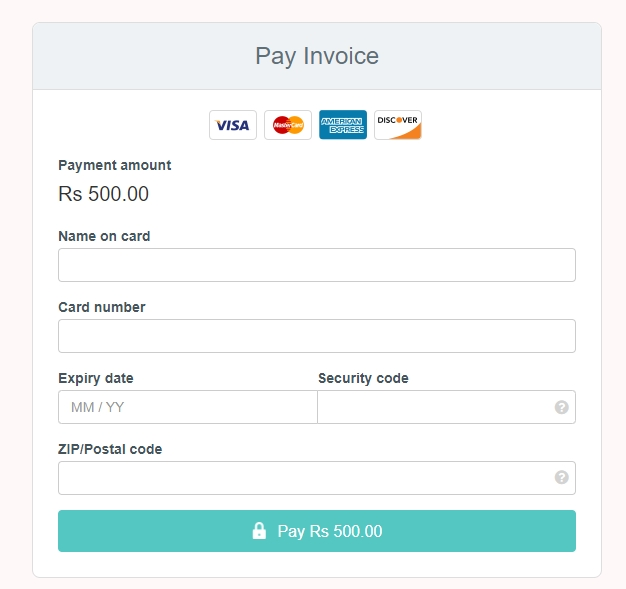 Pay Invoice
VISA MasterCard AMERICAN EXPRESS DISCOVER
Payment amount
Rs 500.00
Name on card
Card number
Expiry date Security code
MM / YY ?
ZIP/Postal code
?
Pay Rs 500.00